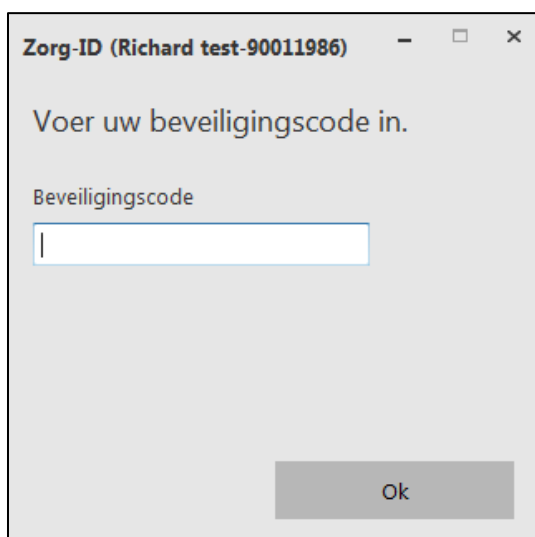 Zorg-ID (Richard test-90011986)
Voer uw beveiligingscode in.
Beveiligingscode
Ok